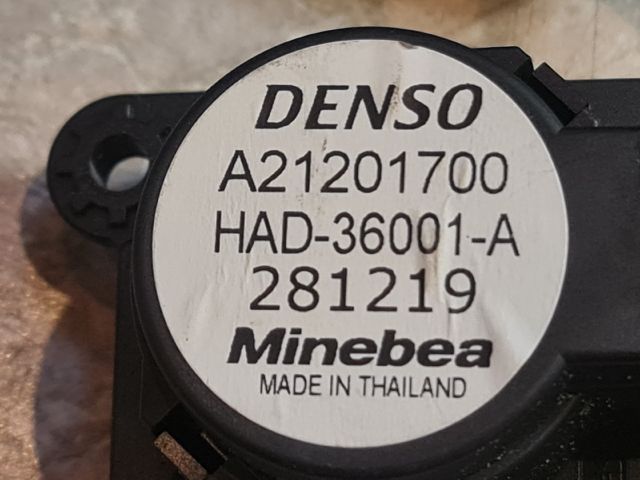 DENSO
A21201700
HAD-36001-A
281219
Minebea
MADE IN THAILAND